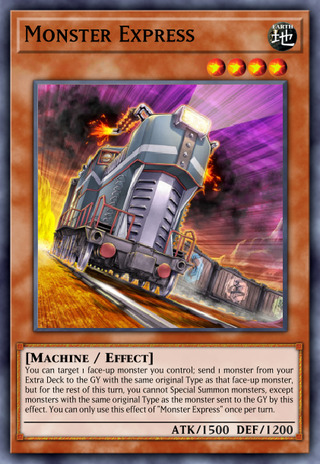 Monster Express
EARTH
地
[Machine / Effect]
You can target 1 face-up monster you control; send 1 monster from your
Extra Deck to the GY with the same original Type as that face-up monster,
but for the rest of this turn, you cannot Special Summon monsters, except
monsters with the same original Type as the monster sent to the GY by this
effect. You can only use this effect of "Monster Express" once per turn.
ATK/1500 DEF/1200